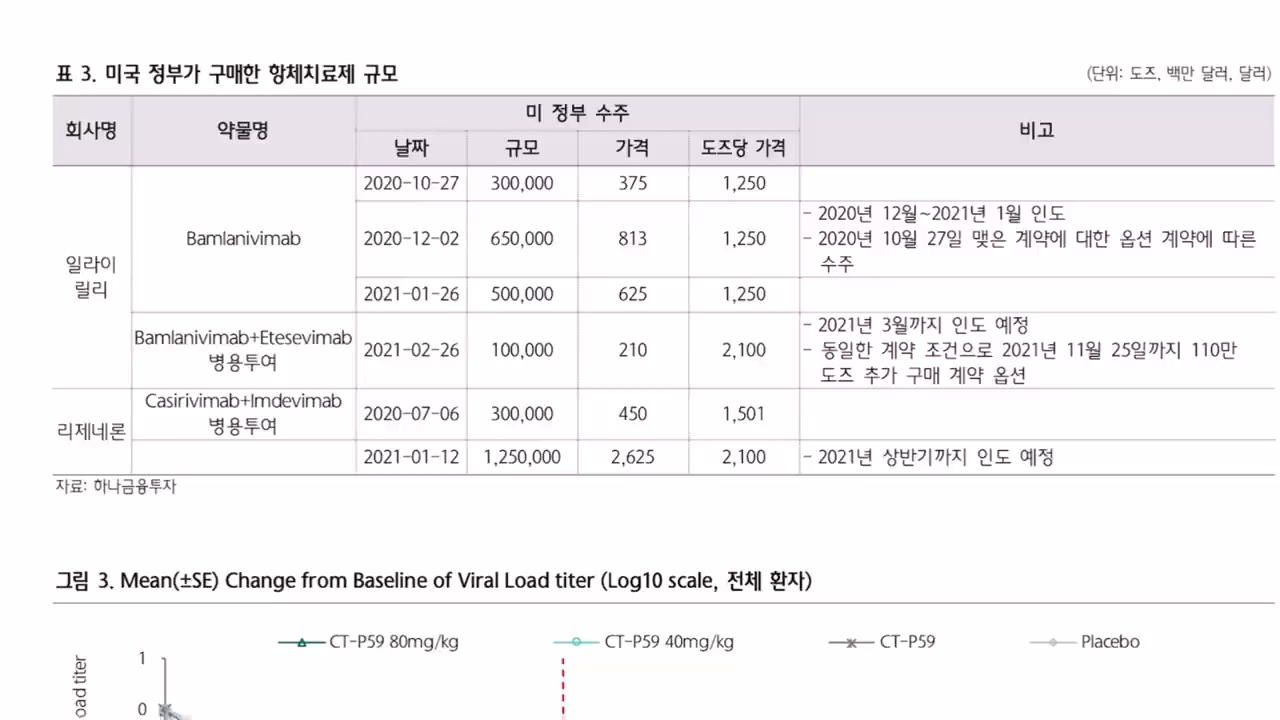 표 3. 미국 정부가 구매한 항체치료제 규모
(단위: 도즈, 백만 달러, 달러)
회사명 약물명 미 정부 수주 비고
날짜 규모 가격 도즈당 가격
일라이
릴리
Bamlanivimab
2020-10-27 300,000 375 1,250
2020-12-02 650,000 813 1,250
- 2020년 12월~2021년 1월 인도
- 2020년 10월 27일 맺은 계약에 대한 옵션 계약에 따른
수주
2021-01-26 500,000 625 1,250
Bamlanivimab+Etesevimab
병용투여
2021-02-26 100,000 210 2,100
- 2021년 3월까지 인도 예정
- 동일한 계약 조건으로 2021년 11월 25일까지 110만
도즈 추가 구매 계약 옵션
리제네론
Casirivimab+Imdevimab
병용투여
2020-07-06 300,000 450 1,501
2021-01-12 1,250,000 2,625 2,100 - 2021년 상반기까지 인도 예정
자료: 하나금융투자
그림 3. Mean(±SE) Change from Baseline of Viral Load titer (Log10 scale, 전체 환자)
CT-P59 80mg/kg CT-P59 40mg/kg CT-P59 Placebo
1
0
oad titer